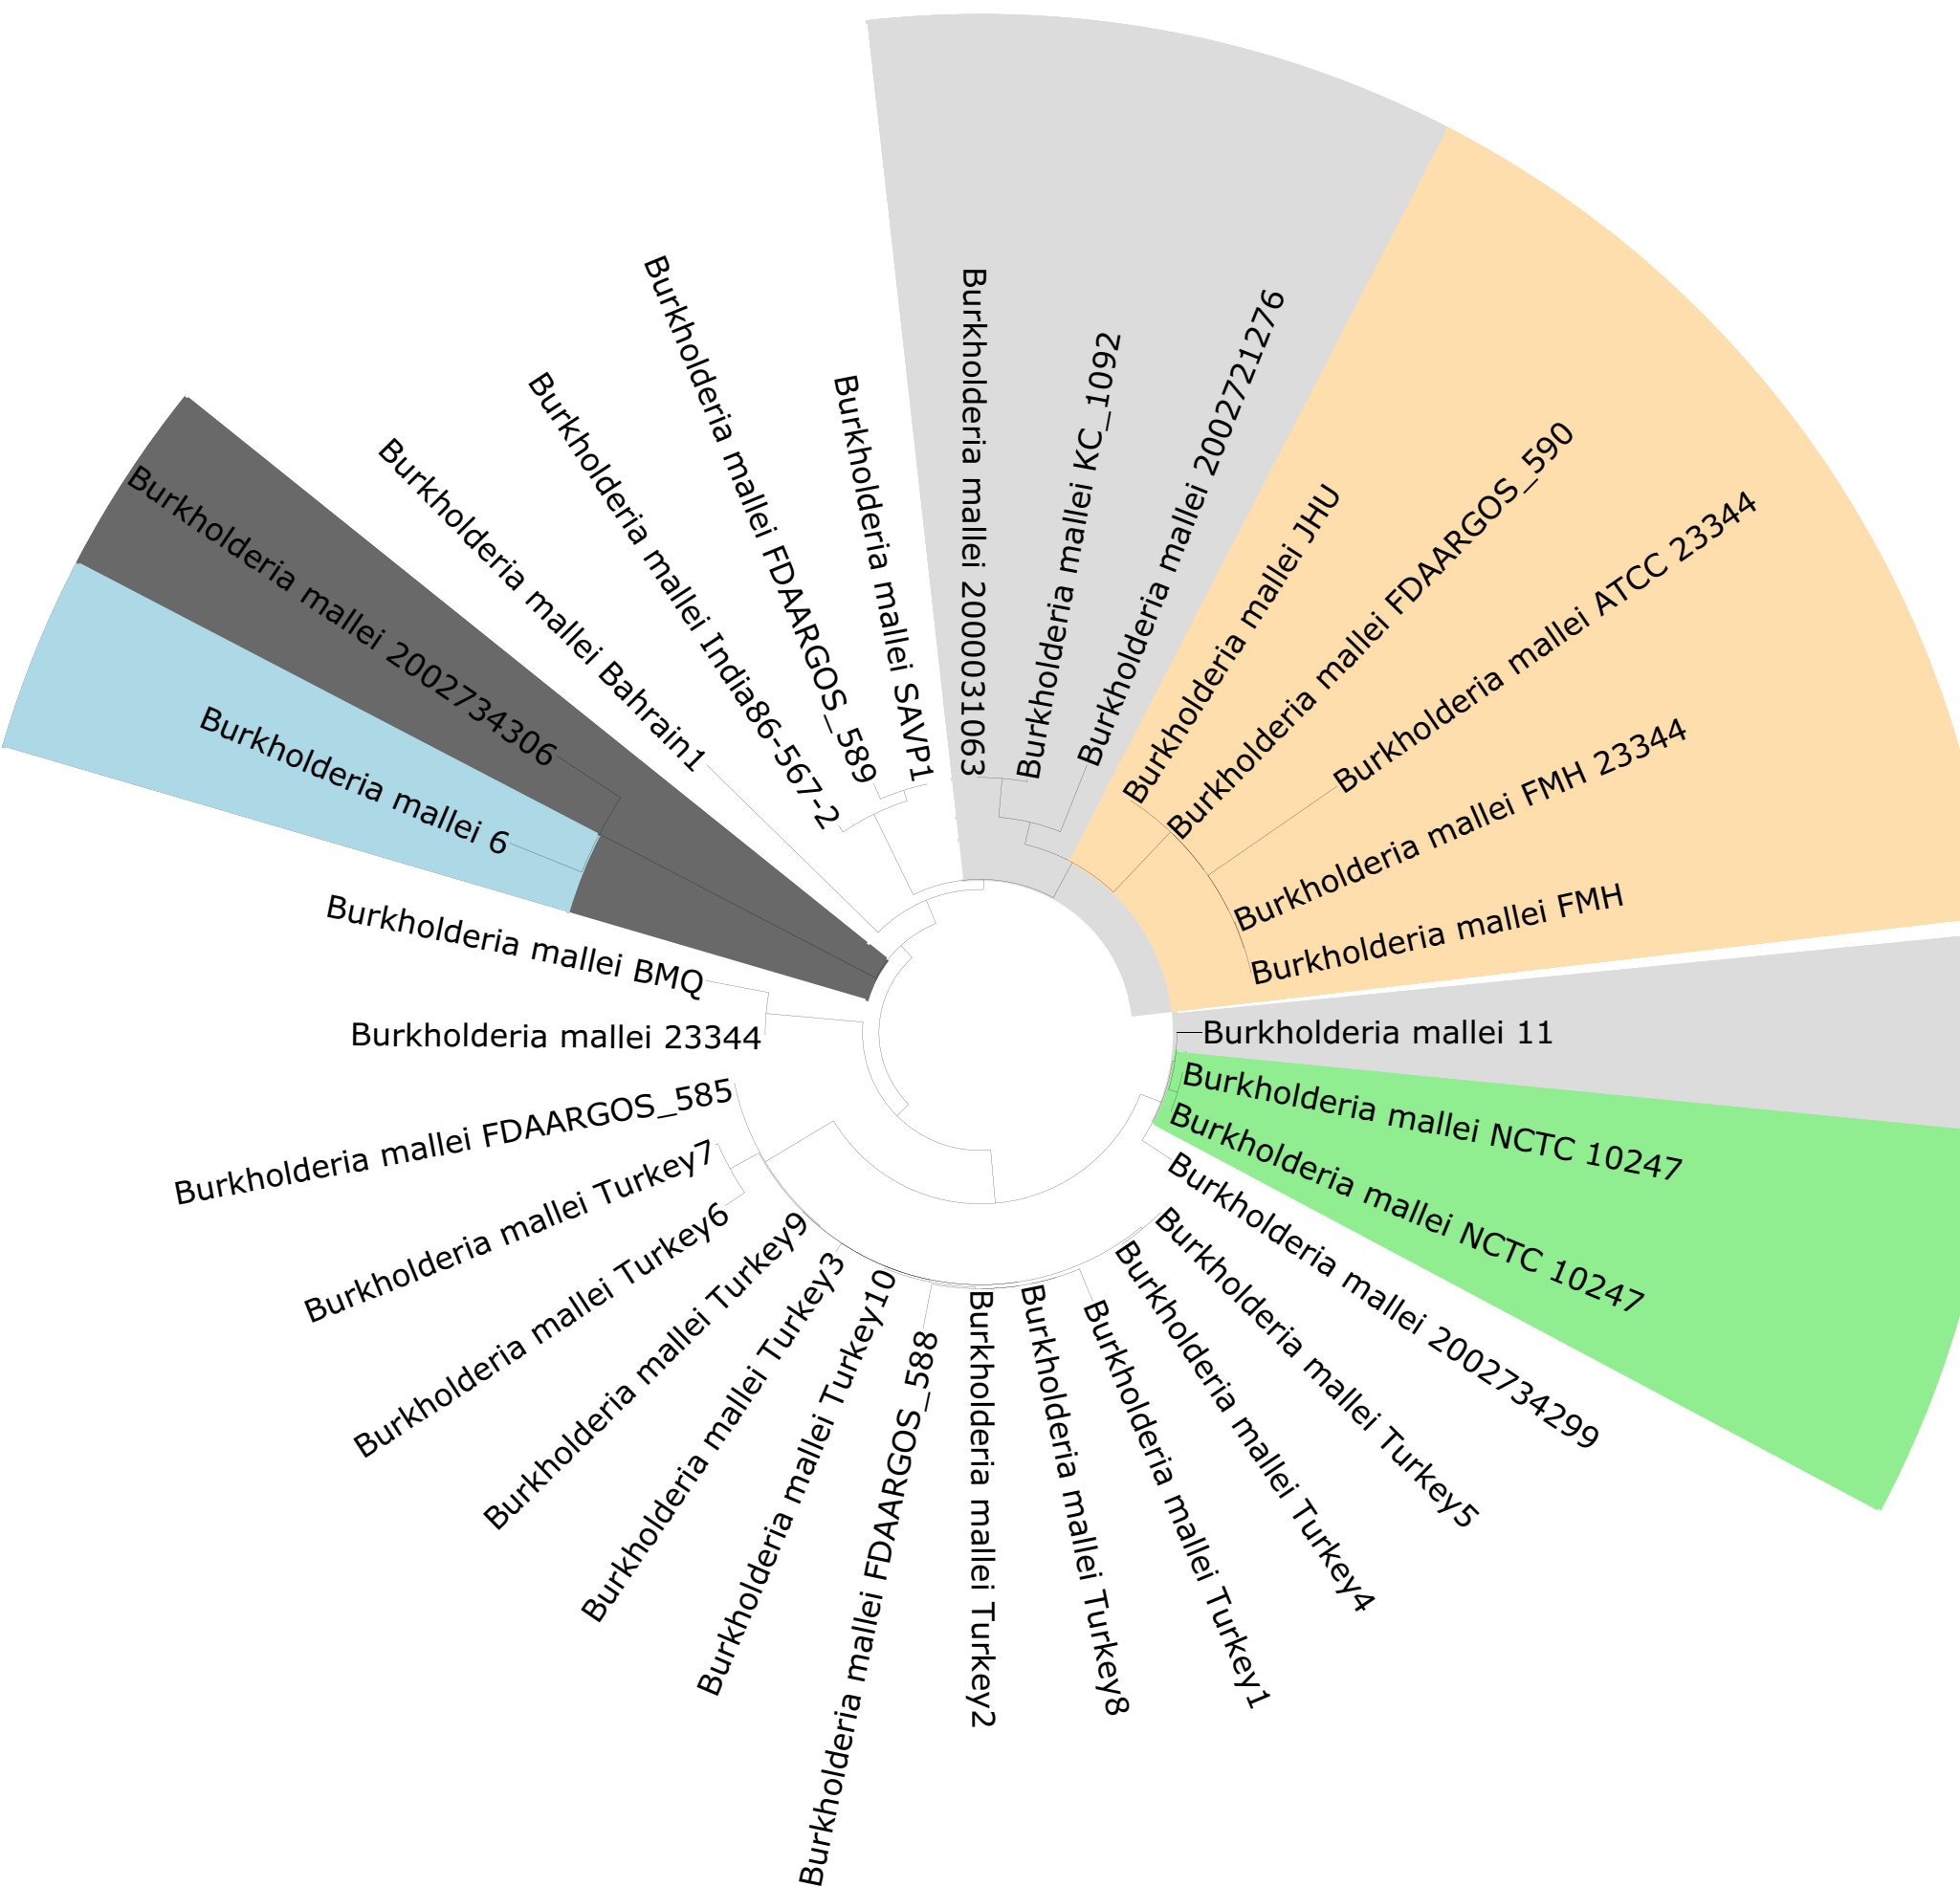 Burkholderia mallei 2000031063
Burkholderia mallei KC_1092
Burkholderia mallei 2002721276
Burkholderia mallei JHU
Burkholderia mallei FDAARGOS_590
Burkholderia mallei ATCC 23344
Burkholderia mallei FMH 23344
Burkholderia mallei FMH
Burkholderia mallei 11
Burkholderia mallei NCTC 10247
Burkholderia mallei NCTC 10247
Burkholderia mallei 2002734299
Burkholderia mallei Turkey5
Burkholderia mallei Turkey4
Burkholderia mallei Turkey1
Burkholderia mallei Turkey8
Burkholderia mallei Turkey2
Burkholderia mallei FDAARGOS_588
Burkholderia mallei Turkey10
Burkholderia mallei Turkey3
Burkholderia mallei Turkey9
Burkholderia mallei Turkey6
Burkholderia mallei Turkey7
Burkholderia mallei FDAARGOS_585
Burkholderia mallei 23344
Burkholderia mallei BMQ
Burkholderia mallei 6
Burkholderia mallei 2002734306
Burkholderia mallei Bahrain1
Burkholderia mallei India86-567-2
Burkholderia mallei FDAARGOS_589
Burkholderia mallei SAVP1